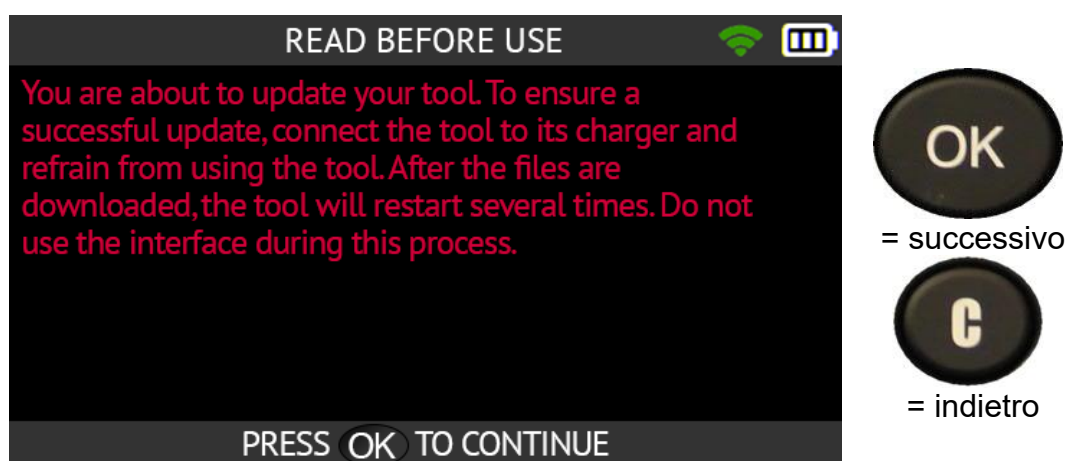 READ BEFORE USE
You are about to update your tool. To ensure a
successful update, connect the tool to its charger and
refrain from using the tool. After the files are
downloaded, the tool will restart several times. Do not
use the interface during this process.
PRESS OK TO CONTINUE
OK
= successivo
C
= indietro